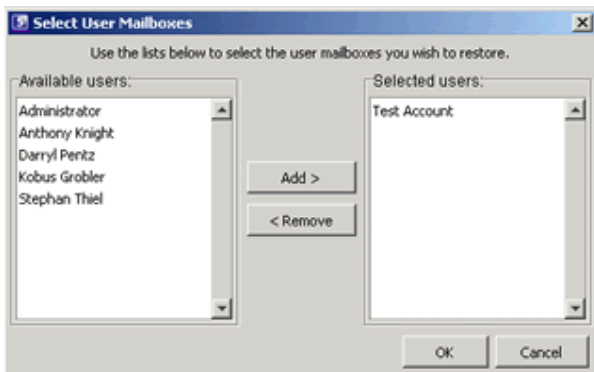 Select User Mailboxes
Use the lists below to select the user mailboxes you wish to restore.
Available users:
Administrator
Anthony Knight
Darryl Pentz
Kobus Grobler
Stephan Thiel
Add >
< Remove
Selected users:
Test Account
OK
Cancel